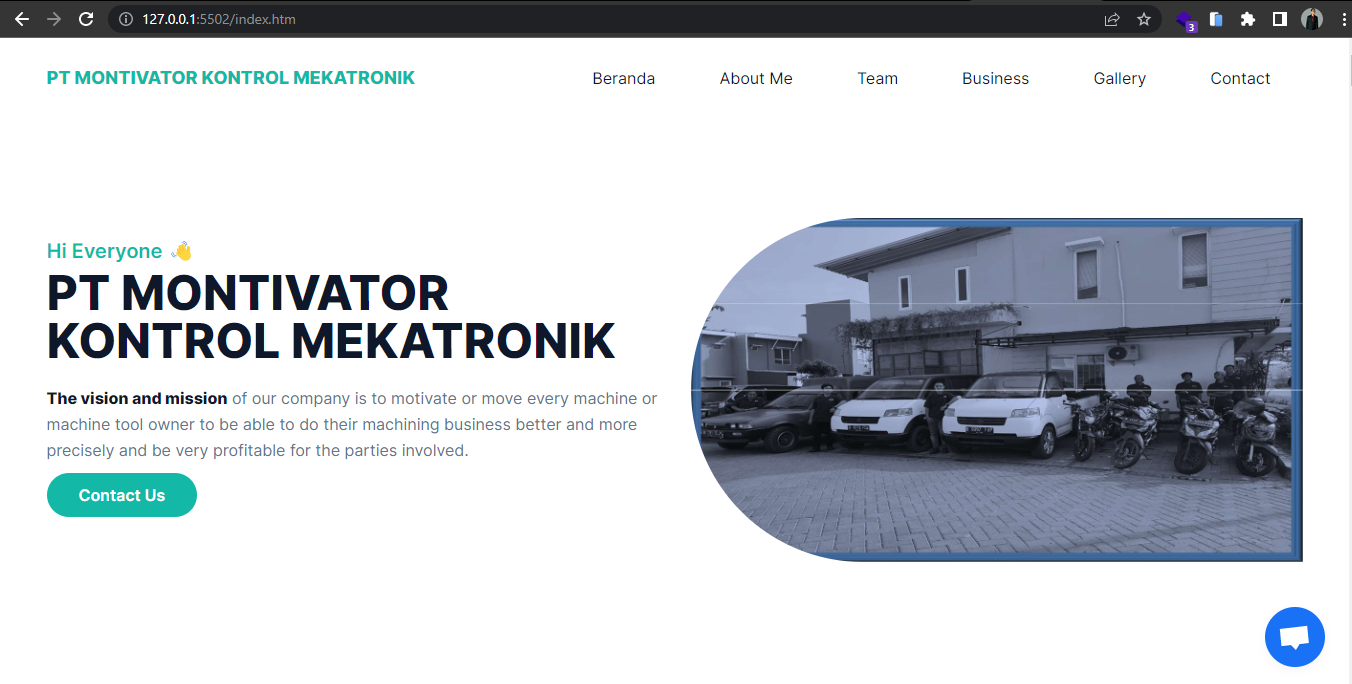 127.0.0.1:5502/index.htm
3
PT MONTIVATOR KONTROL MEKATRONIK
Beranda
About Me
Team
Business
Gallery
Contact
Hi Everyone 👋
PT MONTIVATOR
KONTROL MEKATRONIK
The vision and mission of our company is to motivate or move every machine or
machine tool owner to be able to do their machining business better and more
precisely and be very profitable for the parties involved.
Contact Us